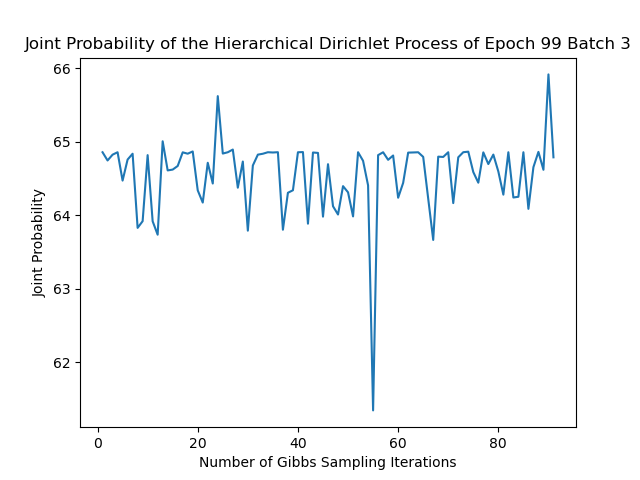 Joint Probability of the Hierarchical Dirichlet Process of Epoch 99 Batch 3
66
65
64
63
62
Joint Probability
0 20 40 60 80
Number of Gibbs Sampling Iterations